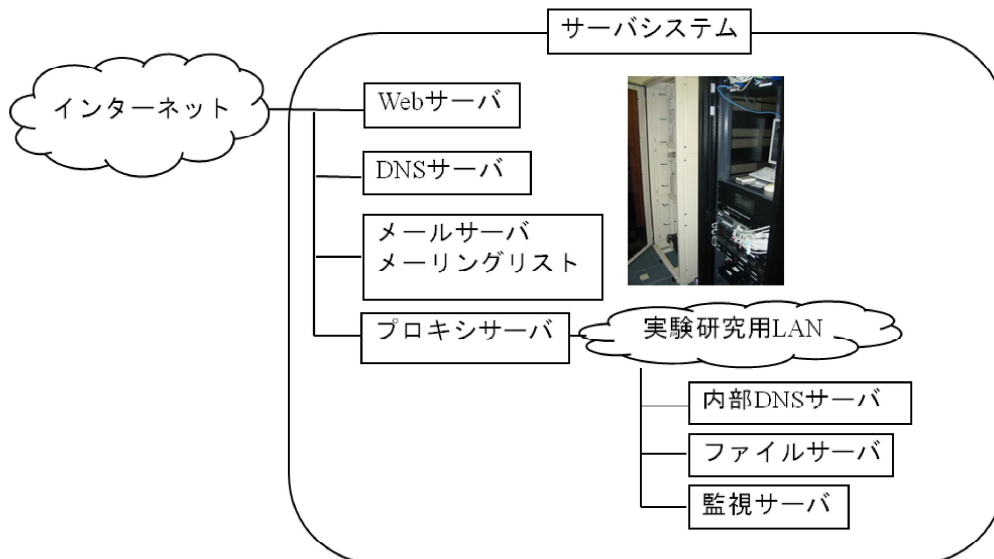 サーバシステム
インターネット
Webサーバ
DNSサーバ
メールサーバ
メーリングリスト
プロキシサーバ
実験研究用LAN
内部DNSサーバ
ファイルサーバ
監視サーバ